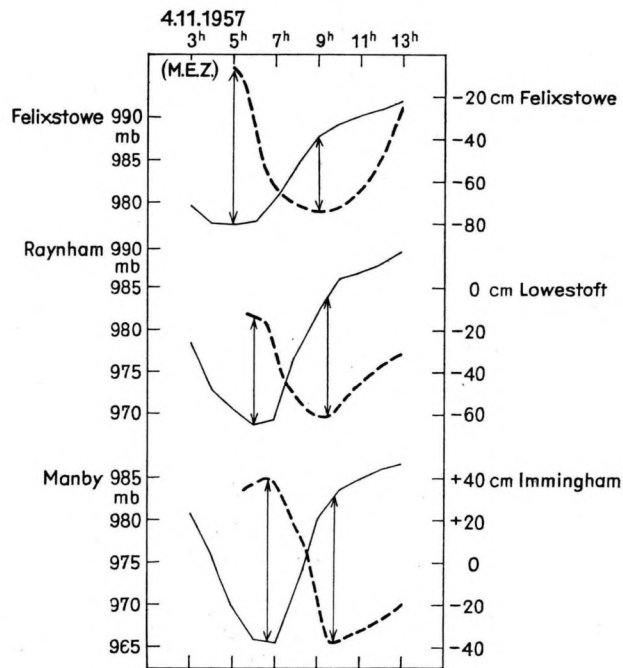 4.11.1957
3h 5h 7h 9h 11h 13h
(M.E.Z.)
Felixstowe 990
mb
985
980
-20 cm Felixstowe
-40
-60
-80
Raynham 990
mb
985
980
975
970
0 cm Lowestoft
-20
-40
-60
Manby 985
mb
980
975
970
965
+40 cm Immingham
+20
0
-20
-40